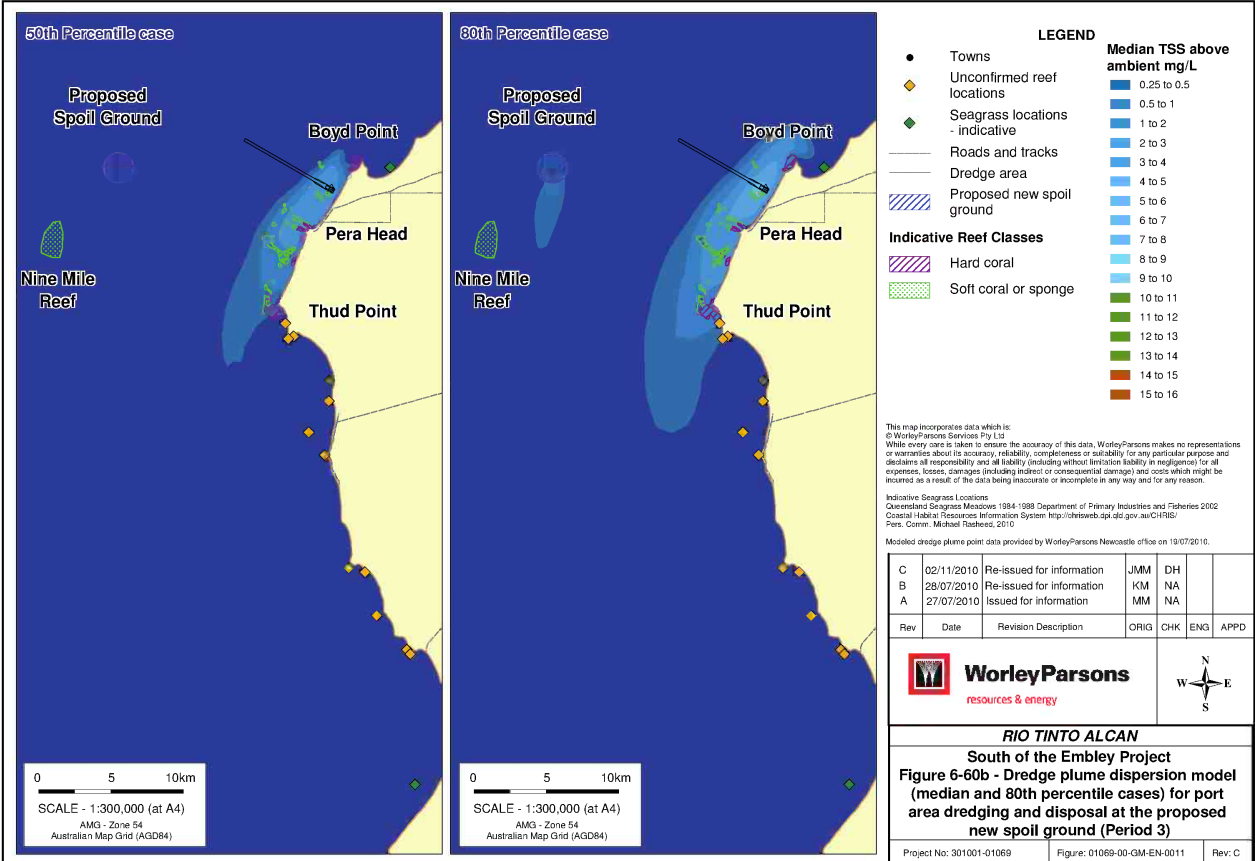 50th Percentile case
Proposed
Spoil Ground
Boyd Point
Pera Head
Nine Mile
Reef
Thud Point
0 5 10km
SCALE - 1:300,000 (at A4)
AMG - Zone 54
Australian Map Grid (AGD84)
80th Percentile case
Proposed
Spoil Ground
Boyd Point
Pera Head
Nine Mile
Reef
Thud Point
0 5 10km
SCALE - 1:300,000 (at A4)
AMG - Zone 54
Australian Map Grid (AGD84)
LEGEND
Towns
Unconfirmed reef
locations
Seagrass locations
- indicative
Roads and tracks
Dredge area
Proposed new spoil
ground
Indicative Reef Classes
Hard coral
Soft coral or sponge
Median TSS above
ambient mg/L
0.25 to 0.5
0.5 to 1
1 to 2
2 to 3
3 to 4
4 to 5
5 to 6
6 to 7
7 to 8
8 to 9
9 to 10
10 to 11
11 to 12
12 to 13
13 to 14
14 to 15
15 to 16
This map incorporates data which is:
© WorleyParsons Services Pty Ltd
While every care is taken to ensure the accuracy of this data, WorleyParsons makes no representations
or warranties about its accuracy, reliability, completeness or suitability for any particular purpose and
disclaims all responsibility and all liability (including without limitation liability in negligence) for all
expenses, losses, damages (including indirect or consequential damage) and costs which might be
incurred as a result of the data being inaccurate or incomplete in any way and for any reason.
Indicative Seagrass Locations
Queensland Seagrass Meadows 1984-1988 Department of Primary Industries and Fisheries 2002
Coastal Habitat Resources Information System http://chrisweb.dpi.qld.gov.au/CHRIS/
Pers. Comm. Michael Rasheed, 2010
Modeled dredge plume point data provided by WorleyParsons Newcastle office on 19/07/2010.
C 02/11/2010 Re-issued for information JMM DH
B 28/07/2010 Re-issued for information KM NA
A 27/07/2010 Issued for information MM NA
Rev Date Revision Description ORIG CHK ENG APPD
WorleyParsons
resources & energy
N
W E
S
RIO TINTO ALCAN
South of the Embley Project
Figure 6-60b - Dredge plume dispersion model
(median and 80th percentile cases) for port
area dredging and disposal at the proposed
new spoil ground (Period 3)
Project No: 301001-01069 Figure: 01069-00-GM-EN-0011 Rev: C